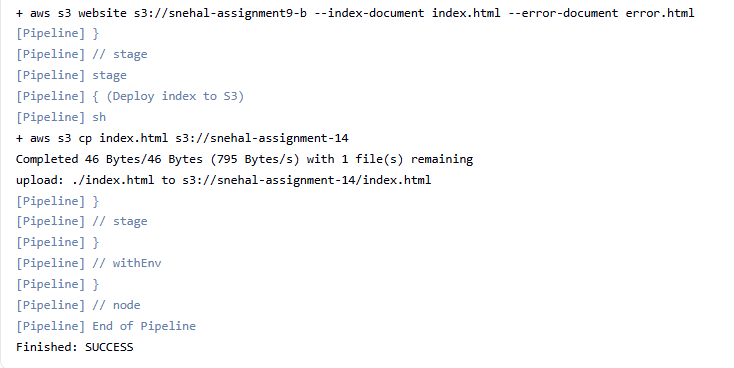 + aws s3 website s3://snehal-assignment9-b --index-document index.html --error-document error.html
[Pipeline] }
[Pipeline] // stage
[Pipeline] stage
[Pipeline] { (Deploy index to S3)
[Pipeline] sh
+ aws s3 cp index.html s3://snehal-assignment-14
Completed 46 Bytes/46 Bytes (795 Bytes/s) with 1 file(s) remaining
upload: ./index.html to s3://snehal-assignment-14/index.html
[Pipeline] }
[Pipeline] // stage
[Pipeline] }
[Pipeline] // withEnv
[Pipeline] }
[Pipeline] // node
[Pipeline] End of Pipeline
Finished: SUCCESS